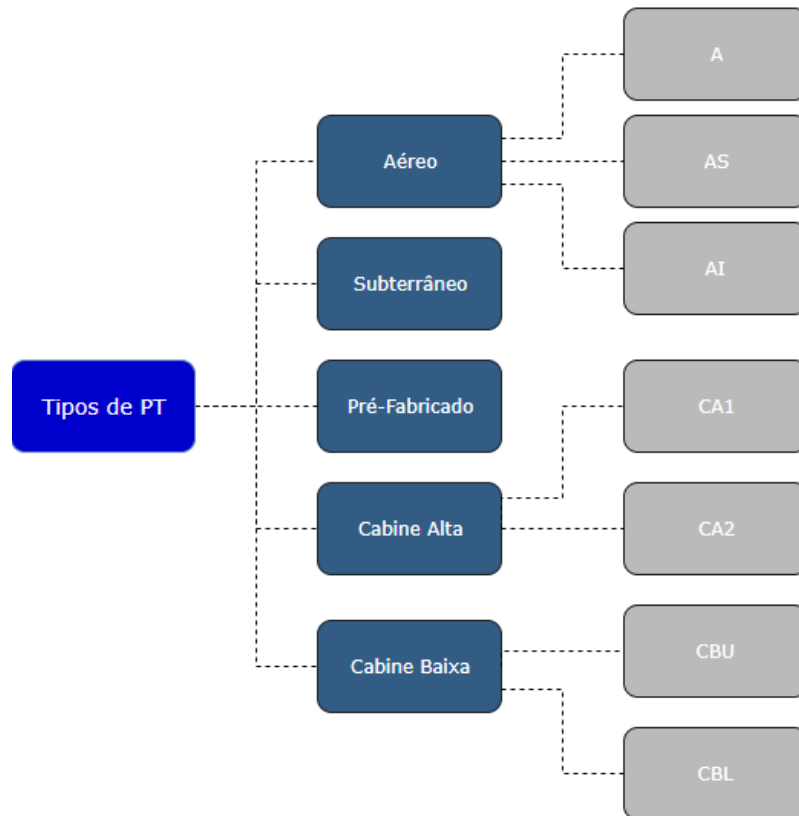 Tipos de PT
Aéreo
A
AS
AI
Subterrâneo
Pré-Fabricado
Cabine Alta
CA1
CA2
Cabine Baixa
CBU
CBL